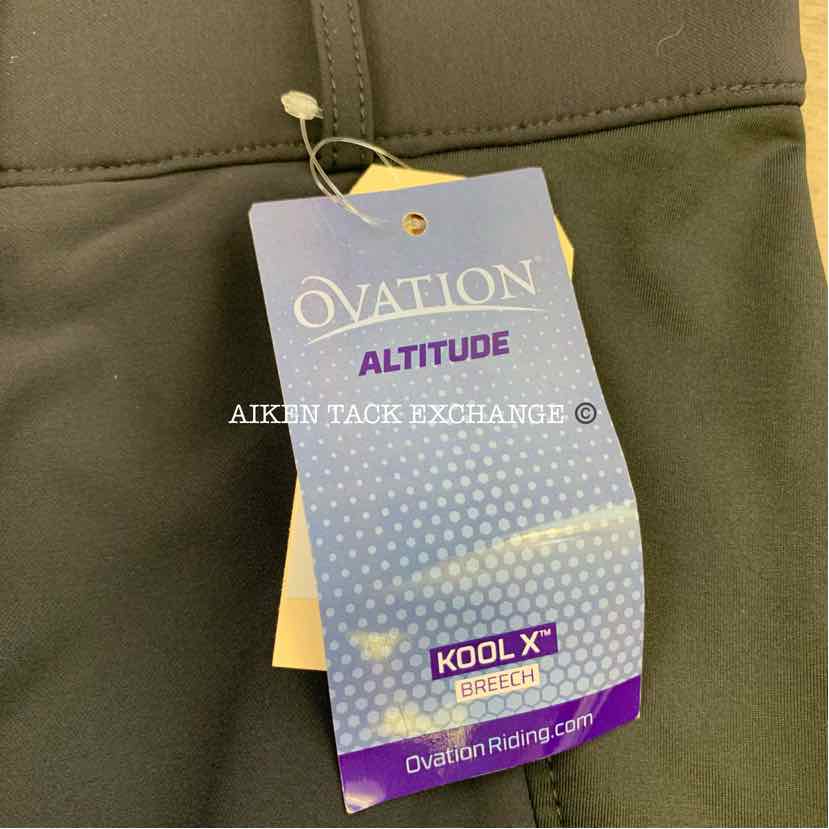 OVATION®
ALTITUDE
AIKEN TACK EXCHANGE ©
KOOL X™
BREECH
OvationRiding.com